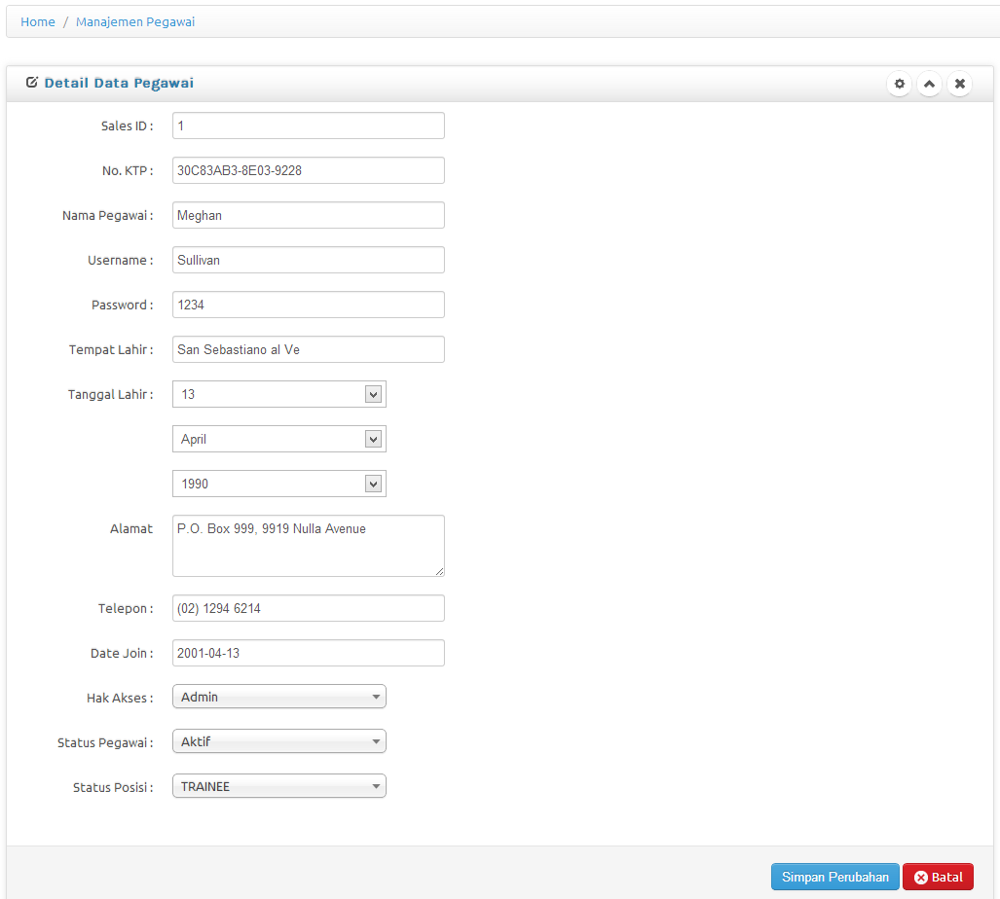 Home / Manajemen Pegawai
Detail Data Pegawai
Sales ID : 1
No. KTP : 30C83AB3-8E03-9228
Nama Pegawai : Meghan
Username : Sullivan
Password : 1234
Tempat Lahir : San Sebastiano al Ve
Tanggal Lahir : 13
April
1990
Alamat P.O. Box 999, 9919 Nulla Avenue
Telepon : (02) 1294 6214
Date Join : 2001-04-13
Hak Akses : Admin
Status Pegawai : Aktif
Status Posisi : TRAINEE
Simpan Perubahan Batal